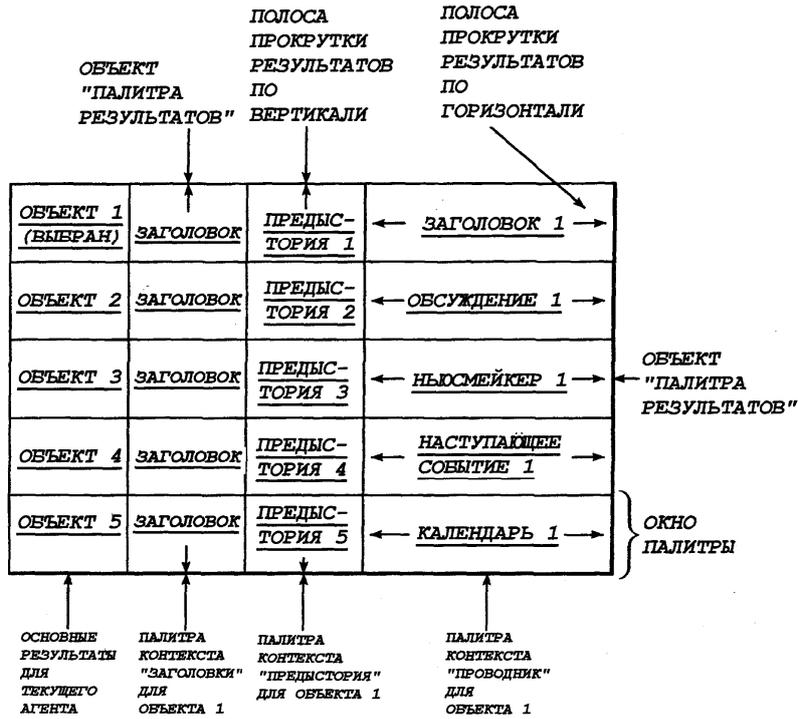 ПОЛОСА
ПРОКРУТКИ
РЕЗУЛЬТАТОВ
ПО
ВЕРТИКАЛИ
ПОЛОСА
ПРОКРУТКИ
РЕЗУЛЬТАТОВ
ПО
ГОРИЗОНТАЛИ
ОБЪЕКТ
"ПАЛИТРА
РЕЗУЛЬТАТОВ"
ОБЪЕКТ 1
(ВЫБРАН)
ЗАГОЛОВОК
ПРЕДЫС-
ТОРИЯ 1
ЗАГОЛОВОК 1
ОБЪЕКТ 2
ЗАГОЛОВОК
ПРЕДЫС-
ТОРИЯ 2
ОБСУЖДЕНИЕ 1
ОБЪЕКТ 3
ЗАГОЛОВОК
ПРЕДЫС-
ТОРИЯ 3
НЬЮСМЕЙКЕР 1
ОБЪЕКТ
"ПАЛИТРА
РЕЗУЛЬТАТОВ"
ОБЪЕКТ 4
ЗАГОЛОВОК
ПРЕДЫС-
ТОРИЯ 4
НАСТУПАЮЩЕЕ
СОБЫТИЕ 1
ОБЪЕКТ 5
ЗАГОЛОВОК
ПРЕДЫС-
ТОРИЯ 5
КАЛЕНДАРЬ 1
ОКНО
ПАЛИТРЫ
ОСНОВНЫЕ
РЕЗУЛЬТАТЫ
ДЛЯ
ТЕКУЩЕГО
АГЕНТА
ПАЛИТРА
КОНТЕКСТА
"ЗАГОЛОВКИ"
ДЛЯ
ОБЪЕКТА 1
ПАЛИТРА
КОНТЕКСТА
"ПРЕДЫСТОРИЯ"
ДЛЯ ОБЪЕКТА 1
ПАЛИТРА
КОНТЕКСТА
"ПРОВОДНИК"
ДЛЯ
ОБЪЕКТА 1